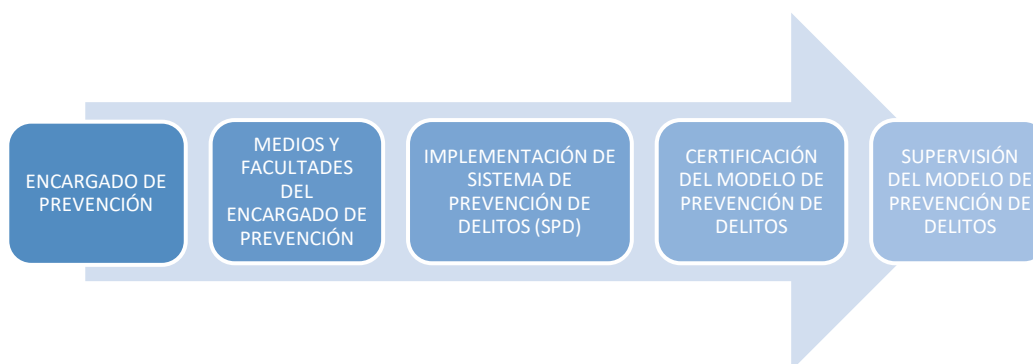 ENCARGADO DE
PREVENCIÓN
MEDIOS Y
FACULTADES
DEL
ENCARGADO DE
PREVENCIÓN
IMPLEMENTACIÓN DE
SISTEMA DE
PREVENCIÓN DE
DELITOS (SPD)
CERTIFICACIÓN
DEL MODELO DE
PREVENCIÓN DE
DELITOS
SUPERVISIÓN
DEL MODELO DE
PREVENCIÓN DE
DELITOS